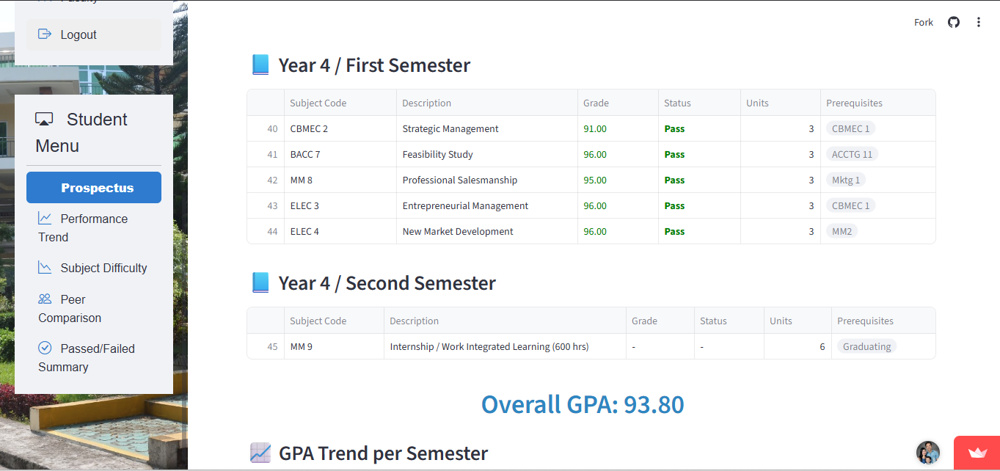 Faculty
Logout
Student
Menu
Prospectus
Performance
Trend
Subject Difficulty
Peer
Comparison
Passed/Failed
Summary
Fork
Year 4 / First Semester
Subject Code Description Grade Status Units Prerequisites
40 CBMEC 2 Strategic Management 91.00 Pass 3 CBMEC 1
41 BACC 7 Feasibility Study 96.00 Pass 3 ACCTG 11
42 MM 8 Professional Salesmanship 95.00 Pass 3 Mktg 1
43 ELEC 3 Entrepreneurial Management 96.00 Pass 3 CBMEC 1
44 ELEC 4 New Market Development 96.00 Pass 3 MM2
Year 4 / Second Semester
Subject Code Description Grade Status Units Prerequisites
45 MM 9 Internship / Work Integrated Learning (600 hrs) - - 6 Graduating
Overall GPA: 93.80
GPA Trend per Semester